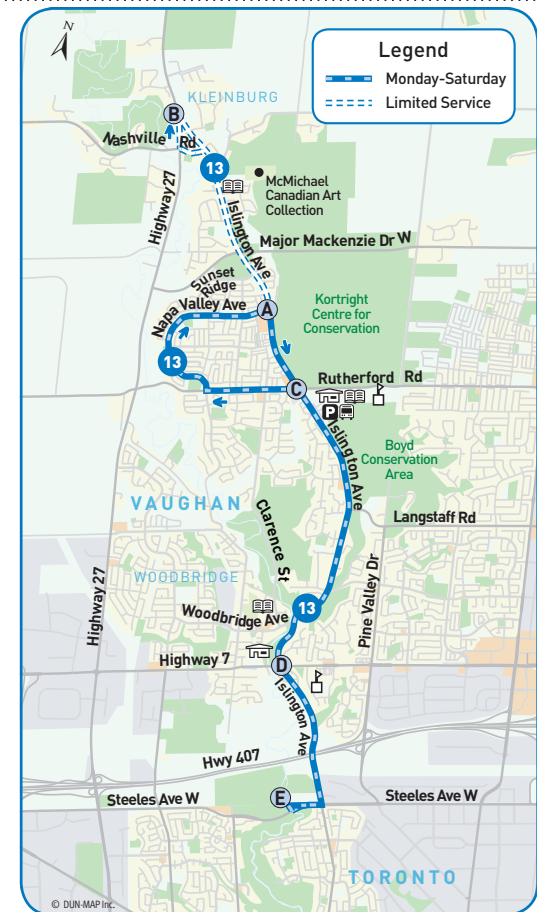 N
Legend
Monday-Saturday
Limited Service
KLEINBURG
B
Nashville Rd
13
McMichael
Canadian Art
Collection
Highway 27
Islington Ave
Major Mackenzie Dr W
Sunset
Ridge
Napa Valley Ave
A
Kortright
Centre for
Conservation
13
C
Rutherford Rd
P
Islington Ave
Boyd
Conservation
Area
VAUGHAN
Clarence St
Langstaff Rd
WOODBRIDGE
Highway 27
Pine Valley Dr
13
Woodbridge Ave
Highway 7
D
Islington Ave
Hwy 407
Steeles Ave W
E
Steeles Ave W
TORONTO
© DUN-MAP Inc.